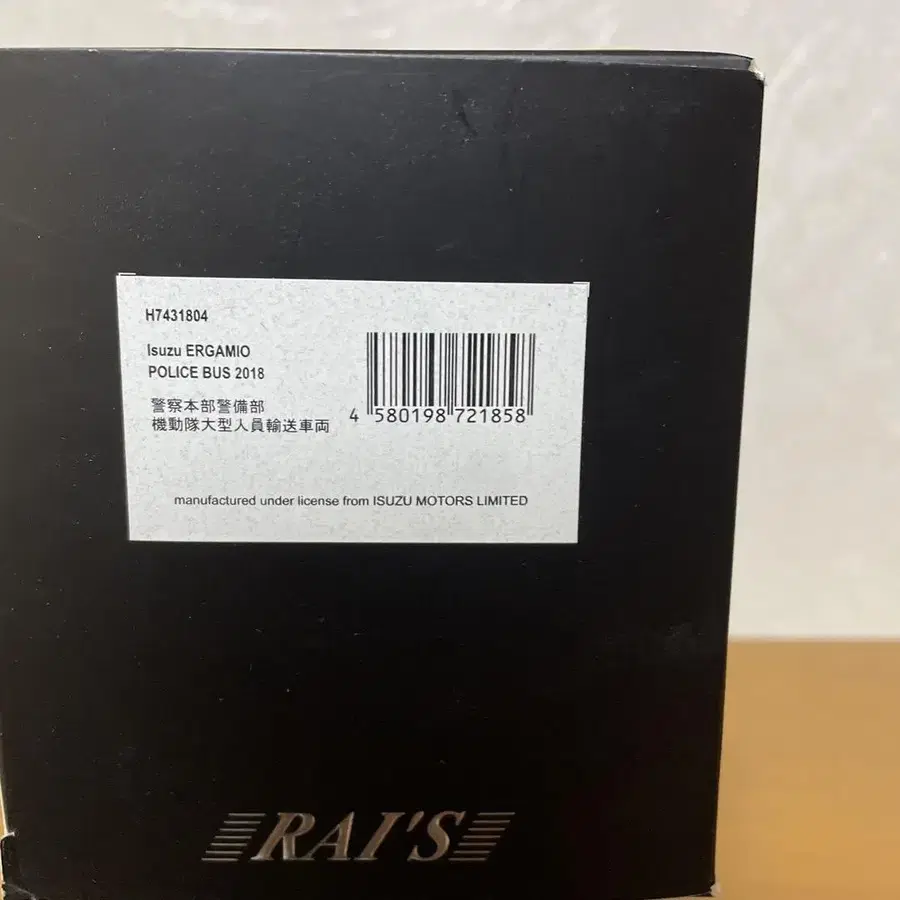 H7431804
Isuzu ERGAMIO
POLICE BUS 2018
警察本部警備部
機動隊大型人員輸送車両
4 580198 721858
manufactured under license from ISUZU MOTORS LIMITED
RAI'S